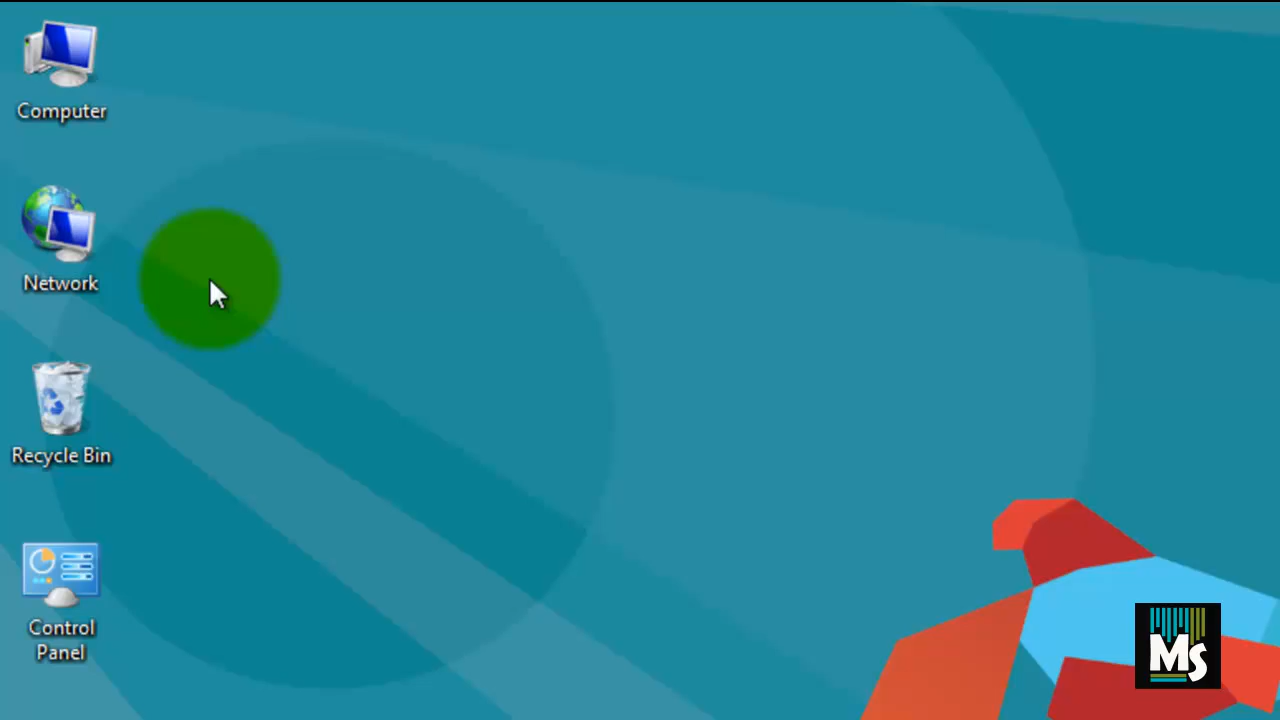 Computer
Network
Recycle Bin
Control
Panel
MS